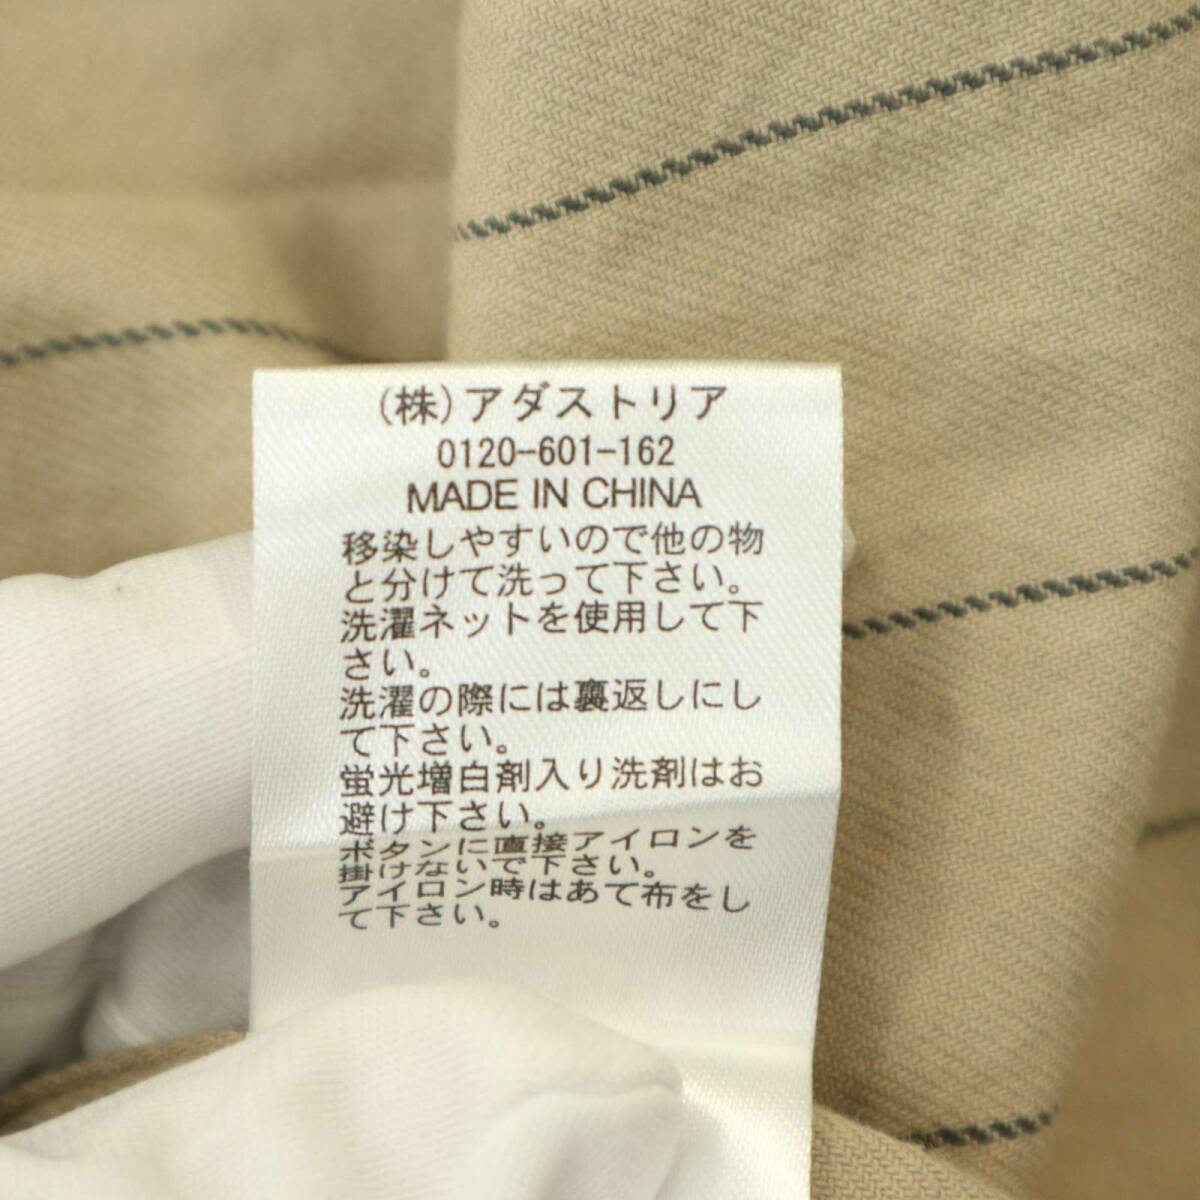 (株)アダストリア
0120-601-162
MADE IN CHINA
移染しやすいので他の物
と分けて洗って下さい。
洗濯ネットを使用して下
さい。
洗濯の際には裏返しにし
て下さい。
蛍光増白剤入り洗剤はお
避け下さい。
ボタンに直接アイロンを
掛けないで下さい。
アイロン時はあて布をし
て下さい。